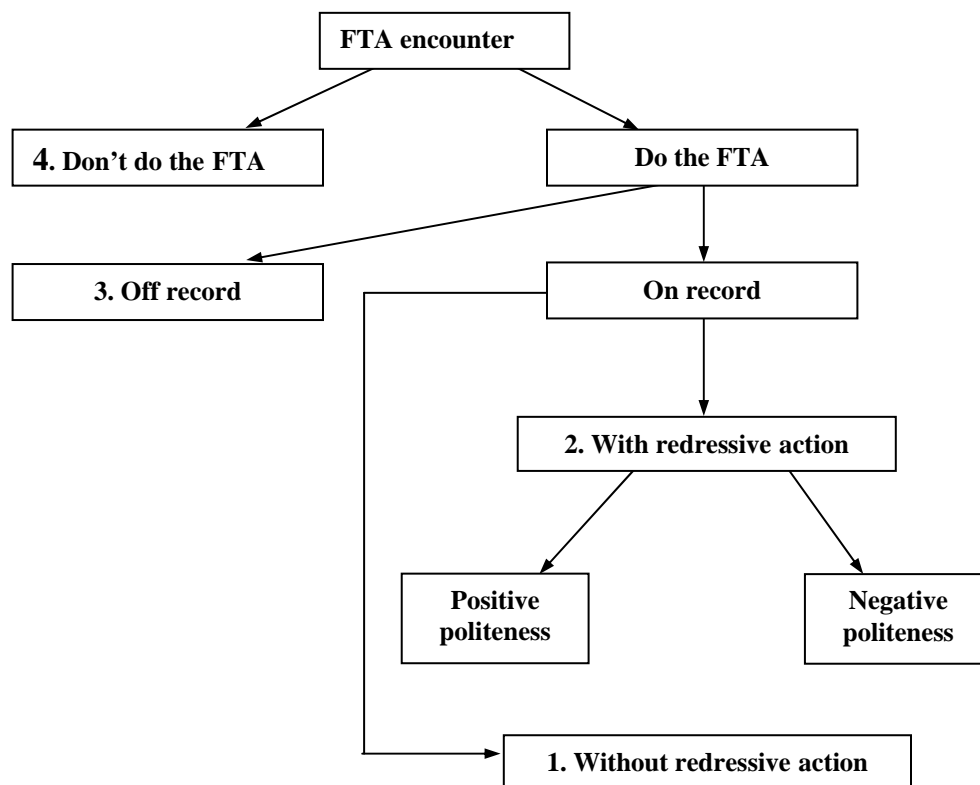 FTA encounter
4. Don't do the FTA
Do the FTA
3. Off record
On record
2. With redressive action
Positive
politeness
Negative
politeness
1. Without redressive action